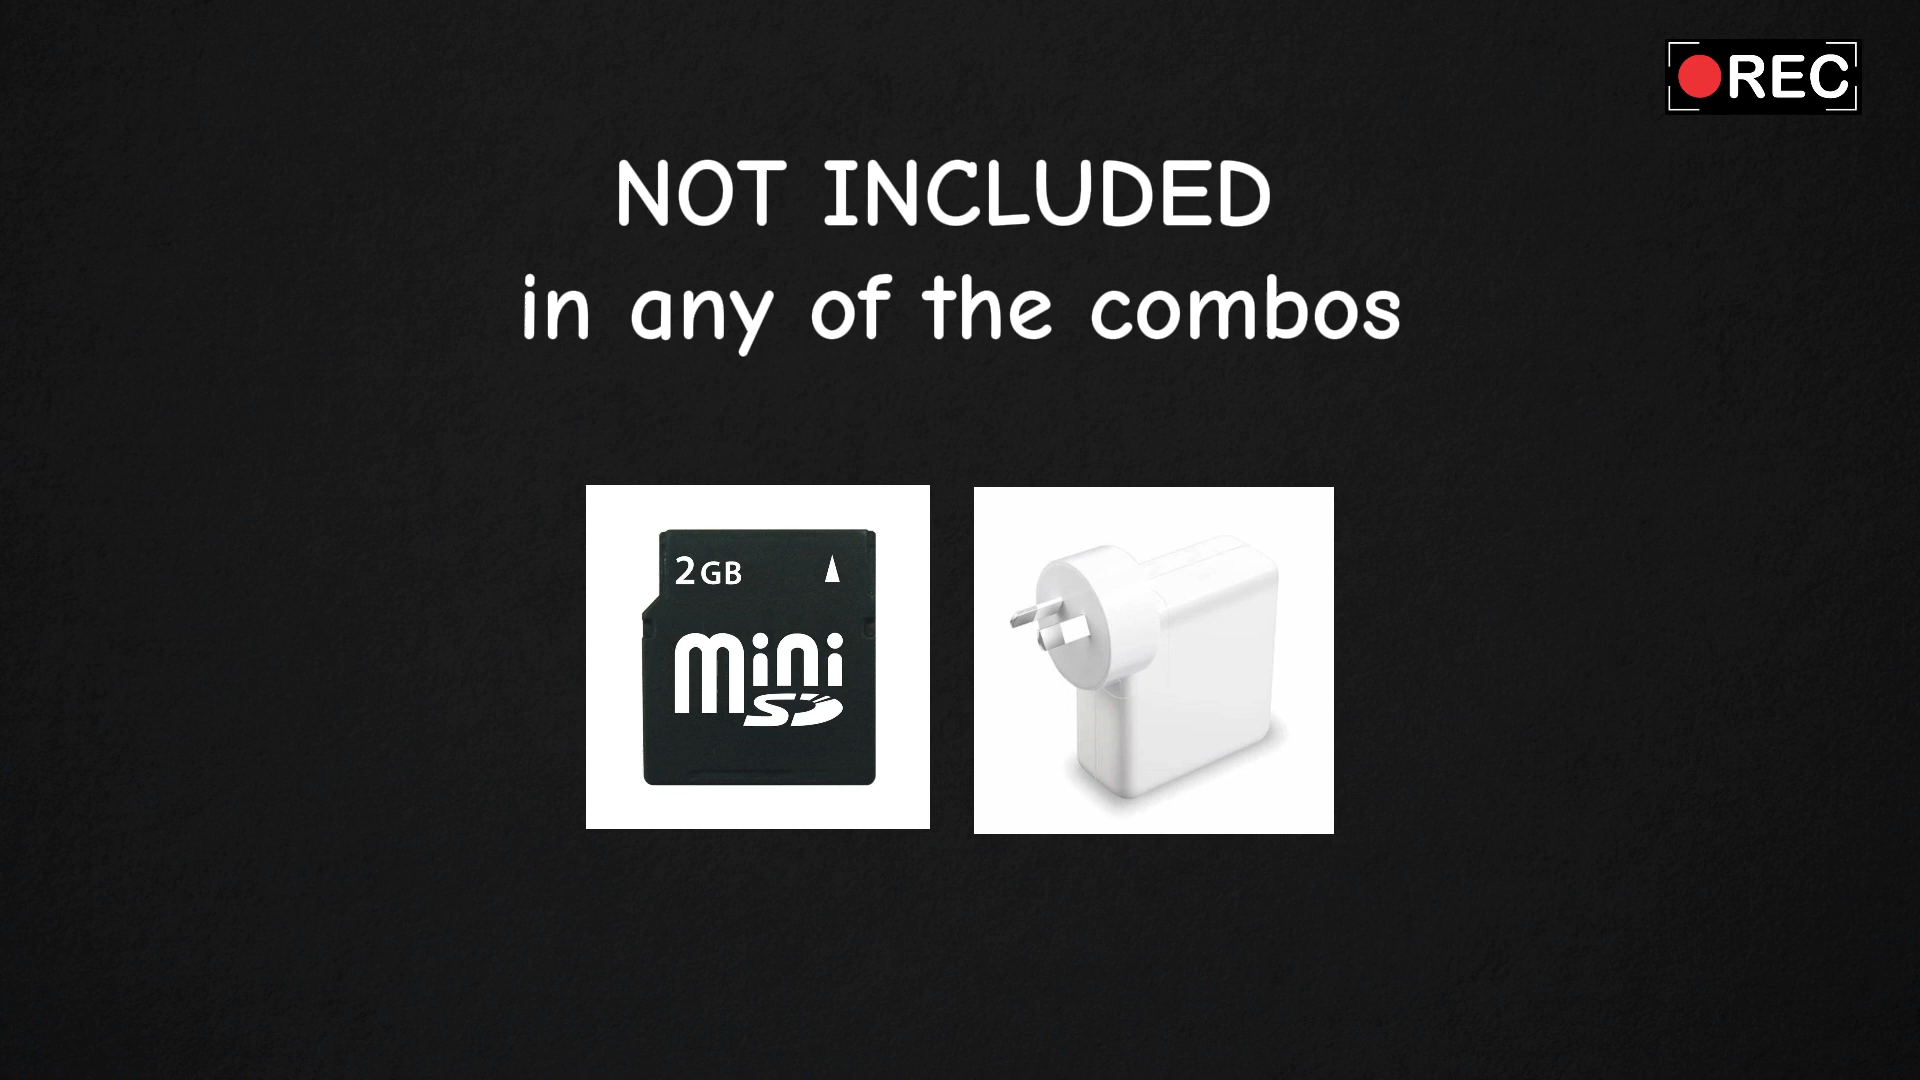 REC
NOT INCLUDED
in any of the combos
2GB
mini
SD